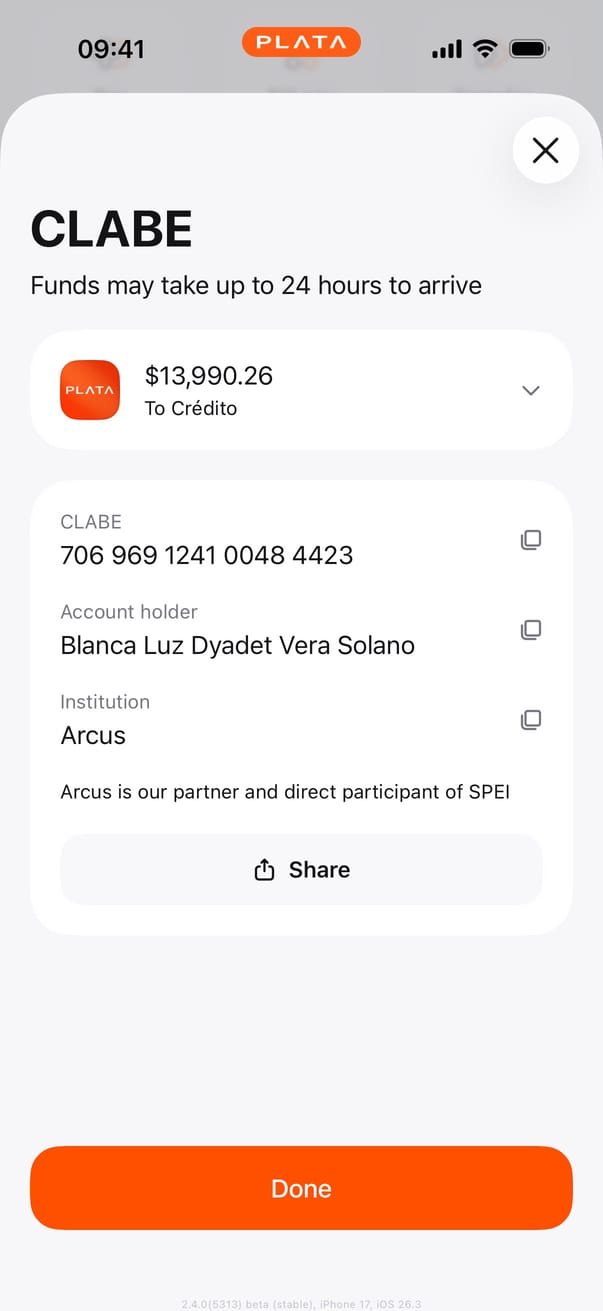 09:41
PLATA
CLABE
Funds may take up to 24 hours to arrive
PLATA
$13,990.26
To Crédito
CLABE
706 969 1241 0048 4423
Account holder
Blanca Luz Dyadet Vera Solano
Institution
Arcus
Arcus is our partner and direct participant of SPEI
Share
Done
2.4.0(5313) beta (stable), iPhone 17, iOS 26.3